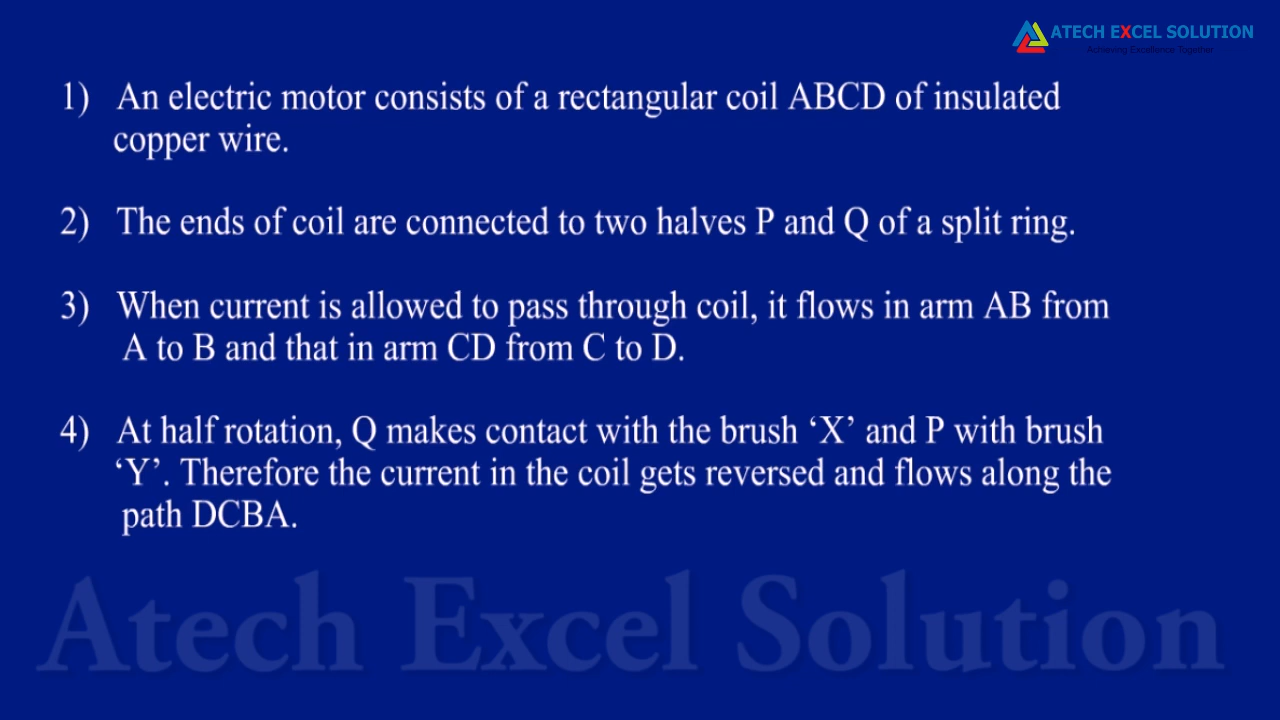 ATECH EXCEL SOLUTION
Achieving Excellence Together
1) An electric motor consists of a rectangular coil ABCD of insulated
copper wire.
2) The ends of coil are connected to two halves P and Q of a split ring.
3) When current is allowed to pass through coil, it flows in arm AB from
A to B and that in arm CD from C to D.
4) At half rotation, Q makes contact with the brush ‘X’ and P with brush
‘Y’. Therefore the current in the coil gets reversed and flows along the
path DCBA.
Atech Excel Solution